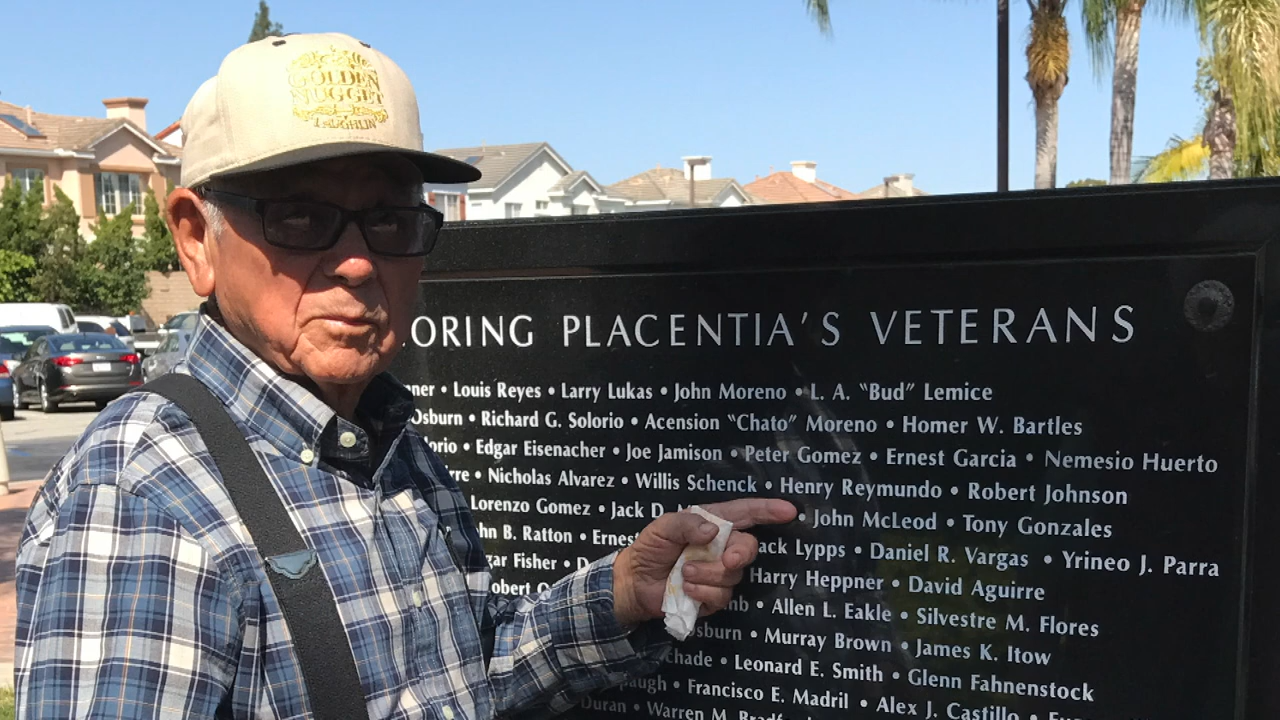 GOLDEN
NUGGET
LAUGHLIN
ORING PLACENTIA'S VETERANS
Louis Reyes • Larry Lukas • John Moreno • L. A. "Bud" Lemice
Osburn • Richard G. Solorio • Acension "Chato" Moreno • Homer W. Bartles
• Edgar Eisenacher • Joe Jamison • Peter Gomez • Ernest Garcia • Nemesio Huerto
• Nicholas Alvarez • Willis Schenck • Henry Reymundo • Robert Johnson
Lorenzo Gomez • Jack D. • John McLeod • Tony Gonzales
B. Ratton • Jack Lypps • Daniel R. Vargas • Yrineo J. Parra
Fisher • Harry Heppner • David Aguirre
• Allen L. Eakle • Silvestre M. Flores
Osburn • Murray Brown • James K. Itow
• Leonard E. Smith • Glenn Fahnenstock
• Francisco E. Madril • Alex J. Castillo •
Duran • Warren M.